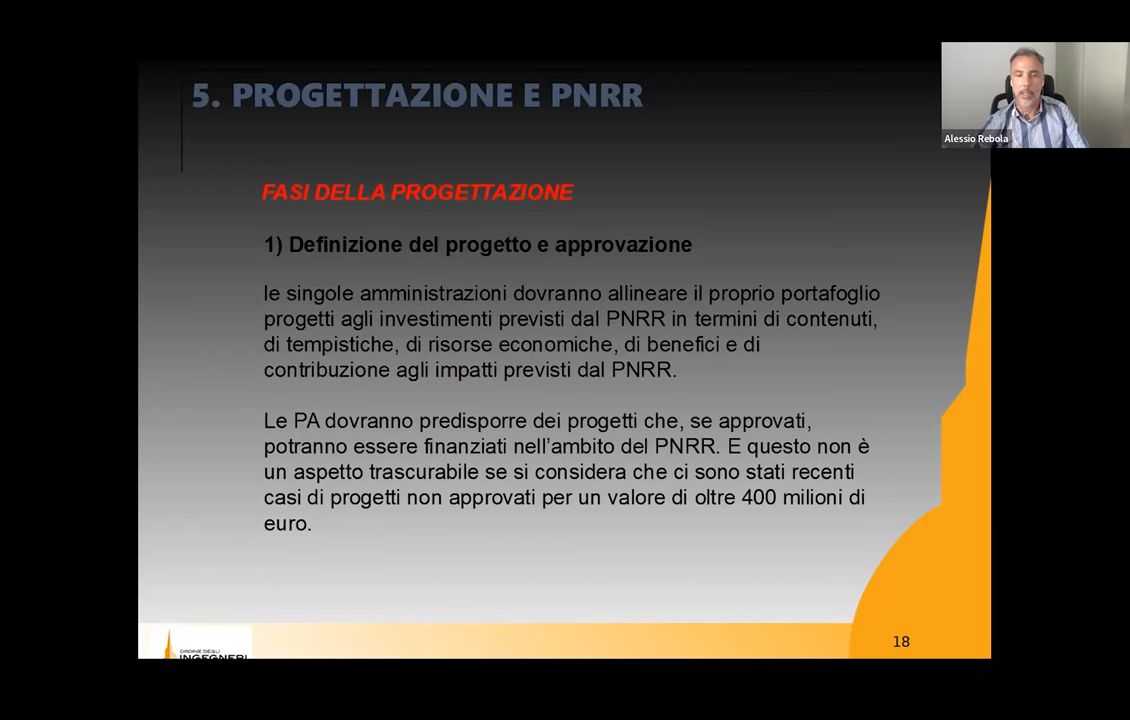 5. PROGETTAZIONE E PNRR
Alessio Rebola
FASI DELLA PROGETTAZIONE
1) Definizione del progetto e approvazione
le singole amministrazioni dovranno allineare il proprio portafoglio
progetti agli investimenti previsti dal PNRR in termini di contenuti,
di tempistiche, di risorse economiche, di benefici e di
contribuzione agli impatti previsti dal PNRR.
Le PA dovranno predisporre dei progetti che, se approvati,
potranno essere finanziati nell’ambito del PNRR. E questo non è
un aspetto trascurabile se si considera che ci sono stati recenti
casi di progetti non approvati per un valore di oltre 400 milioni di
euro.
ORDINE DEGLI
INGEGNERI
18